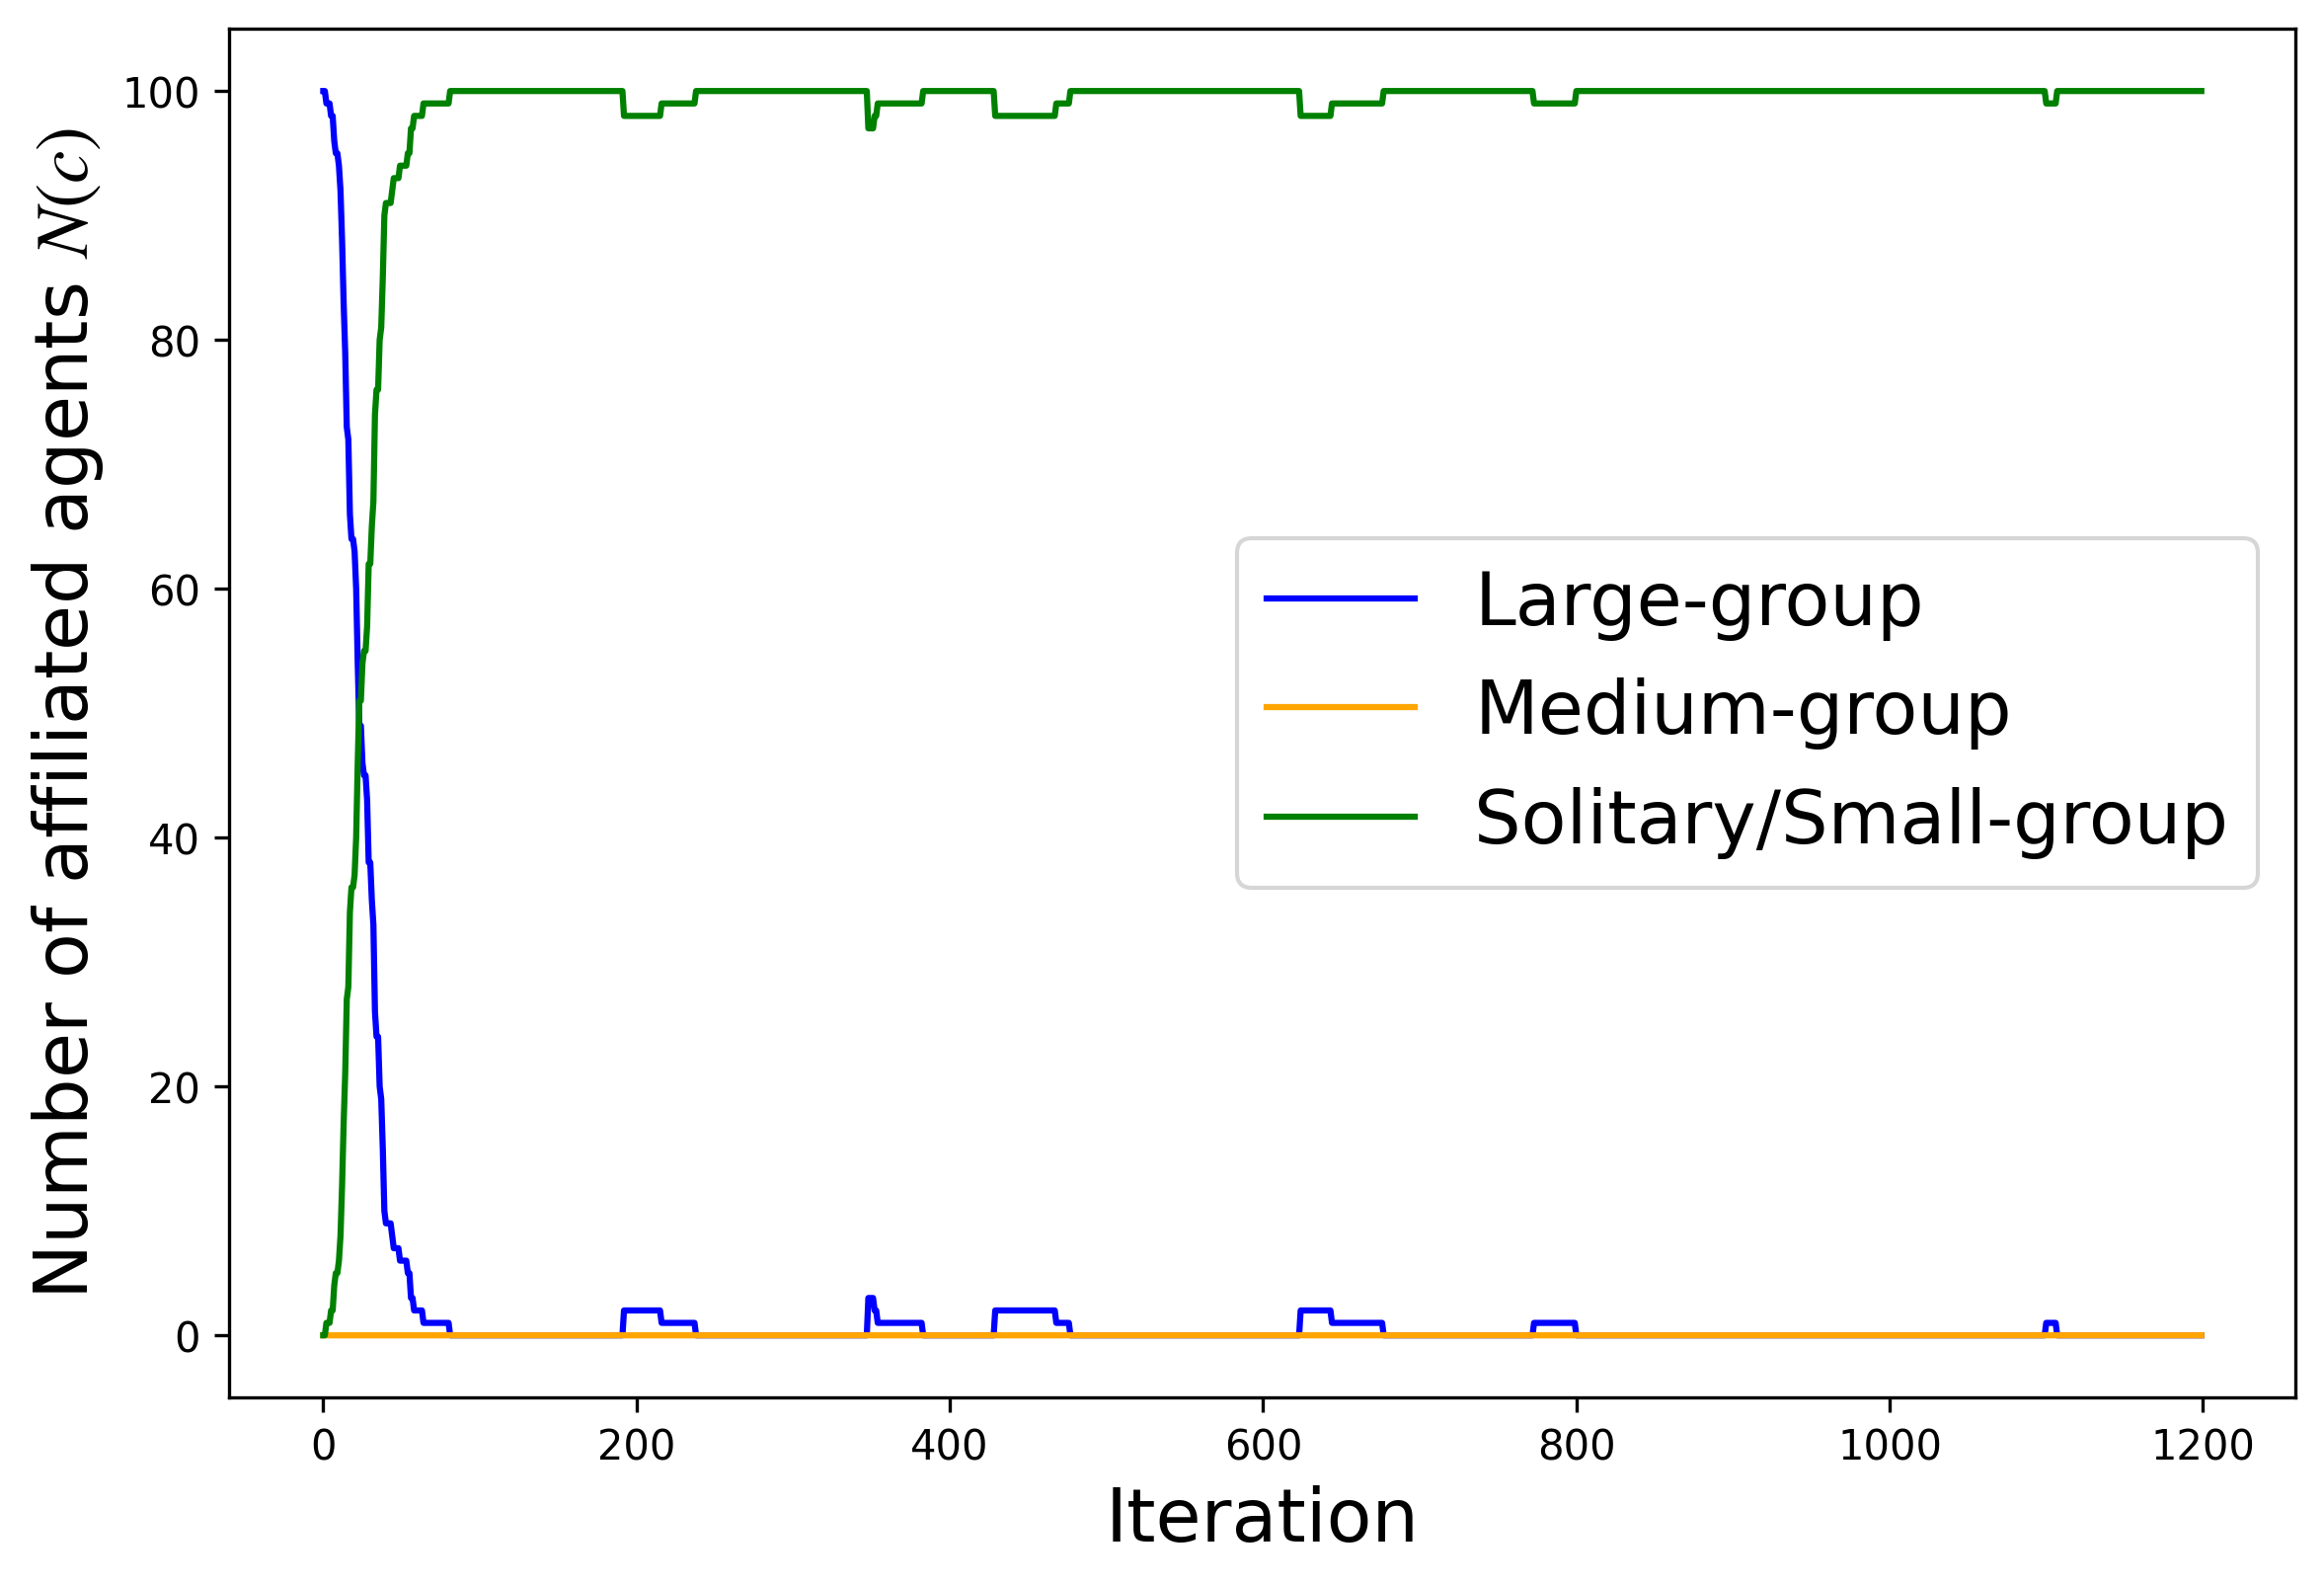 Number of affiliated agents N(c)
100
80
60
40
20
0
Large-group
Medium-group
Solitary/Small-group
0 200 400 600 800 1000 1200
Iteration